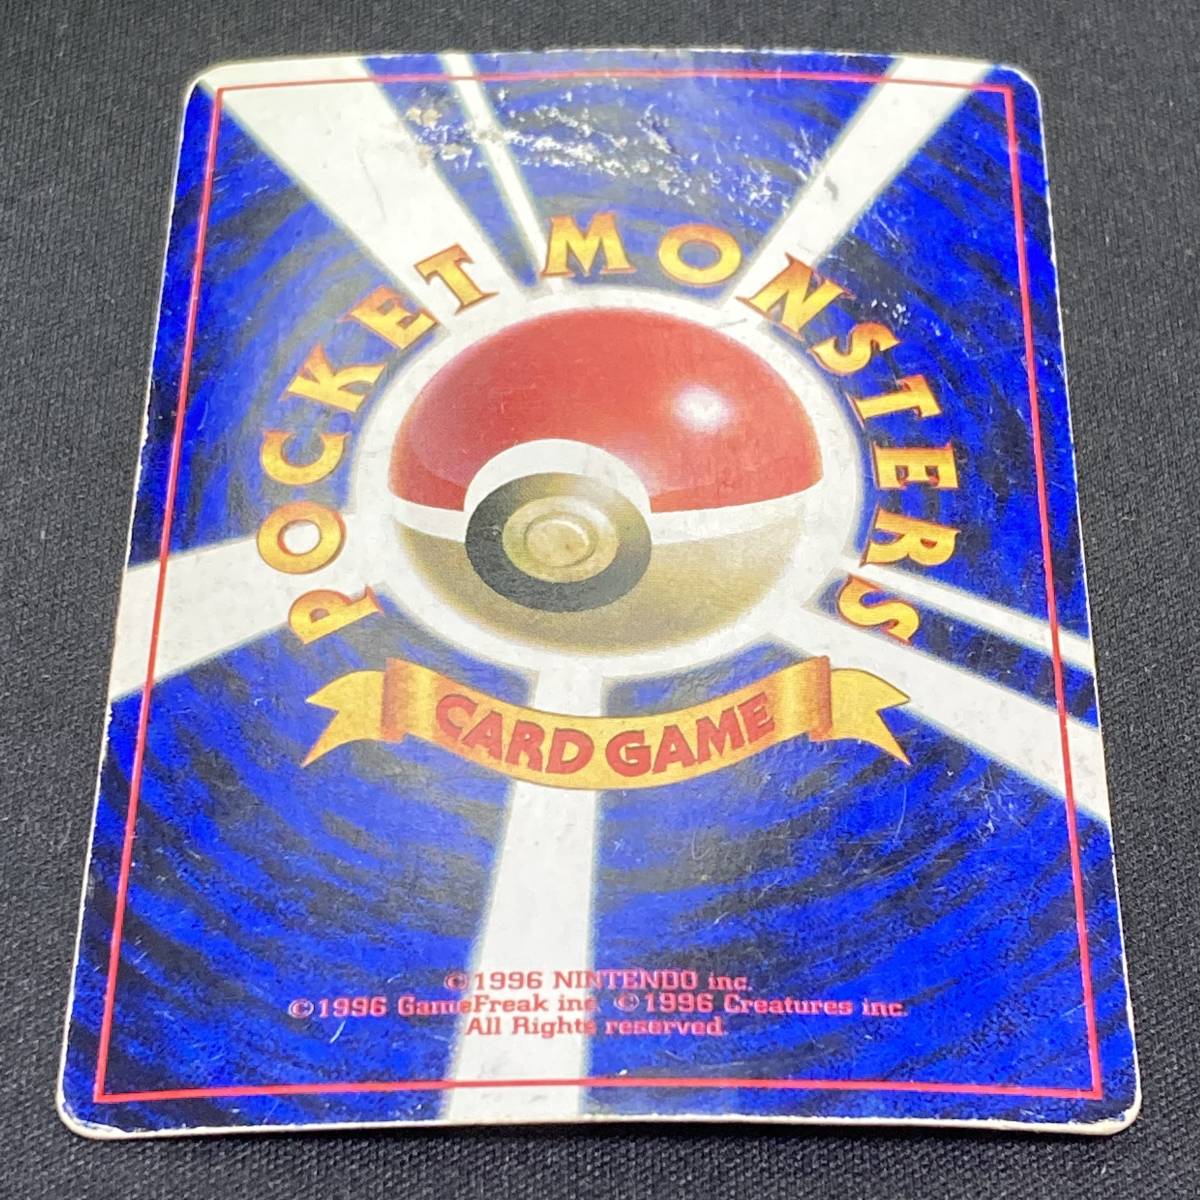 POCKET MONSTERS
CARD GAME
©1996 NINTENDO inc.
©1996 GameFreak inc. ©1996 Creatures inc.
All Rights reserved.